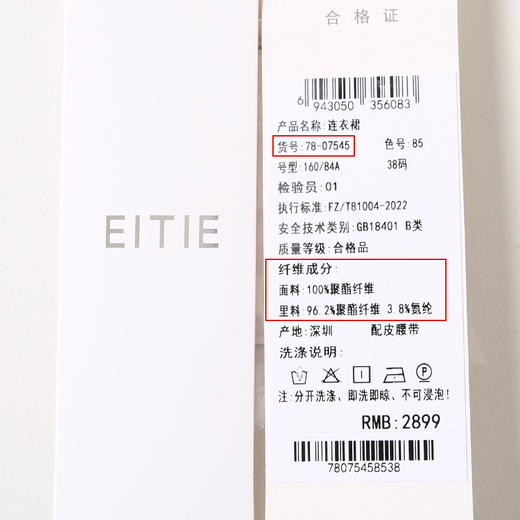 EITIE
合格证
6 943050 356083
产品名称:连衣裙
货号:78-07545 色号:85
号型:160/84A 38码
检验员:01
执行标准:FZ/T81004-2022
安全技术类别:GB18401 B类
质量等级:合格品
纤维成分:
面料:100%聚酯纤维
里料:96.2%聚酯纤维 3.8%氨纶
产地:深圳 配皮腰带
洗涤说明:
注:分开洗涤、即洗即晾、不可浸泡!
RMB:2899
78075458538